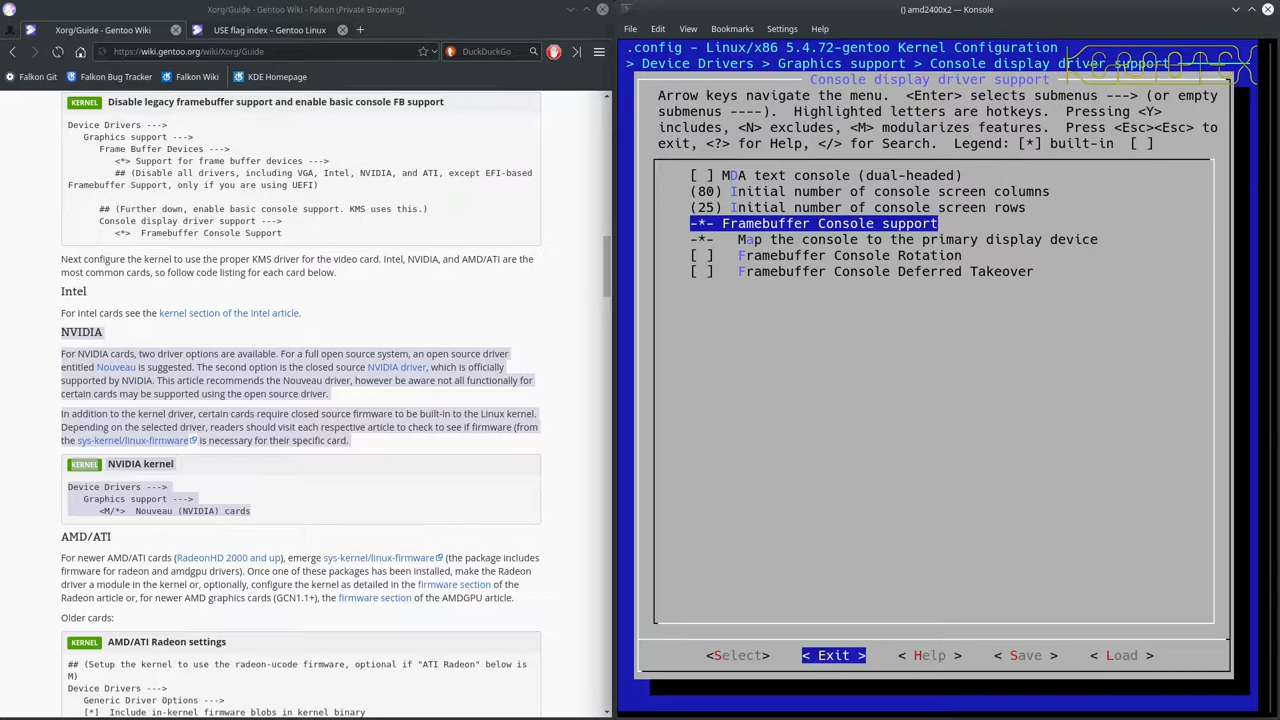 Xorg/Guide - Gentoo Wiki - Falkon (Private Browsing)
Xorg/Guide - Gentoo Wiki
USE flag index – Gentoo Linux
https://wiki.gentoo.org/wiki/Xorg/Guide
DuckDuckGo
Falkon Git
Falkon Bug Tracker
Falkon Wiki
KDE Homepage
KERNEL Disable legacy framebuffer support and enable basic console FB support
Device Drivers --->
Graphics support --->
Frame Buffer Devices --->
<*> Support for frame buffer devices --->
## (Disable all drivers, including VGA, Intel, NVIDIA, and ATI, except EFI-based
Framebuffer Support, only if you are using UEFI)
## (Further down, enable basic console support. KMS uses this.)
Console display driver support --->
<*> Framebuffer Console Support
Next configure the kernel to use the proper KMS driver for the video card. Intel, NVIDIA, and AMD/ATI are the
most common cards, so follow code listing for each card below.
Intel
For Intel cards see the kernel section of the Intel article.
NVIDIA
For NVIDIA cards, two driver options are available. For a full open source system, an open source driver
entitled Nouveau is suggested. The second option is the closed source NVIDIA driver, which is officially
supported by NVIDIA. This article recommends the Nouveau driver, however be aware not all functionally for
certain cards may be supported using the open source driver.
In addition to the kernel driver, certain cards require closed source firmware to be built-in to the Linux kernel.
Depending on the selected driver, readers should visit each respective article to check to see if firmware (from
the sys-kernel/linux-firmware is necessary for their specific card.
KERNEL NVIDIA kernel
Device Drivers --->
Graphics support --->
<M/*> Nouveau (NVIDIA) cards
AMD/ATI
For newer AMD/ATI cards (RadeonHD 2000 and up), emerge sys-kernel/linux-firmware (the package includes
firmware for radeon and amdgpu drivers). Once one of these packages has been installed, make the Radeon
driver a module in the kernel or, optionally, configure the kernel as detailed in the firmware section of the
Radeon article or, for newer AMD graphics cards (GCN1.1+), the firmware section of the AMDGPU article.
Older cards:
KERNEL AMD/ATI Radeon settings
## (Setup the kernel to use the radeon-ucode firmware, optional if "ATI Radeon" below is
M)
Device Drivers --->
Generic Driver Options --->
[*] Include in-kernel firmware blobs in kernel binary
() amd2400x2 — Konsole
File Edit View Bookmarks Settings Help
.config - Linux/x86 5.4.72-gentoo Kernel Configuration
> Device Drivers > Graphics support > Console display driver support
Console display driver support
Arrow keys navigate the menu. <Enter> selects submenus ---> (or empty
submenus ----). Highlighted letters are hotkeys. Pressing <Y>
includes, <N> excludes, <M> modularizes features. Press <Esc><Esc> to
exit, <?> for Help, </> for Search. Legend: [*] built-in [ ]
[ ] MDA text console (dual-headed)
(80) Initial number of console screen columns
(25) Initial number of console screen rows
-*- Framebuffer Console support
-*- Map the console to the primary display device
[ ] Framebuffer Console Rotation
[ ] Framebuffer Console Deferred Takeover
<Select> < Exit > < Help > < Save > < Load >